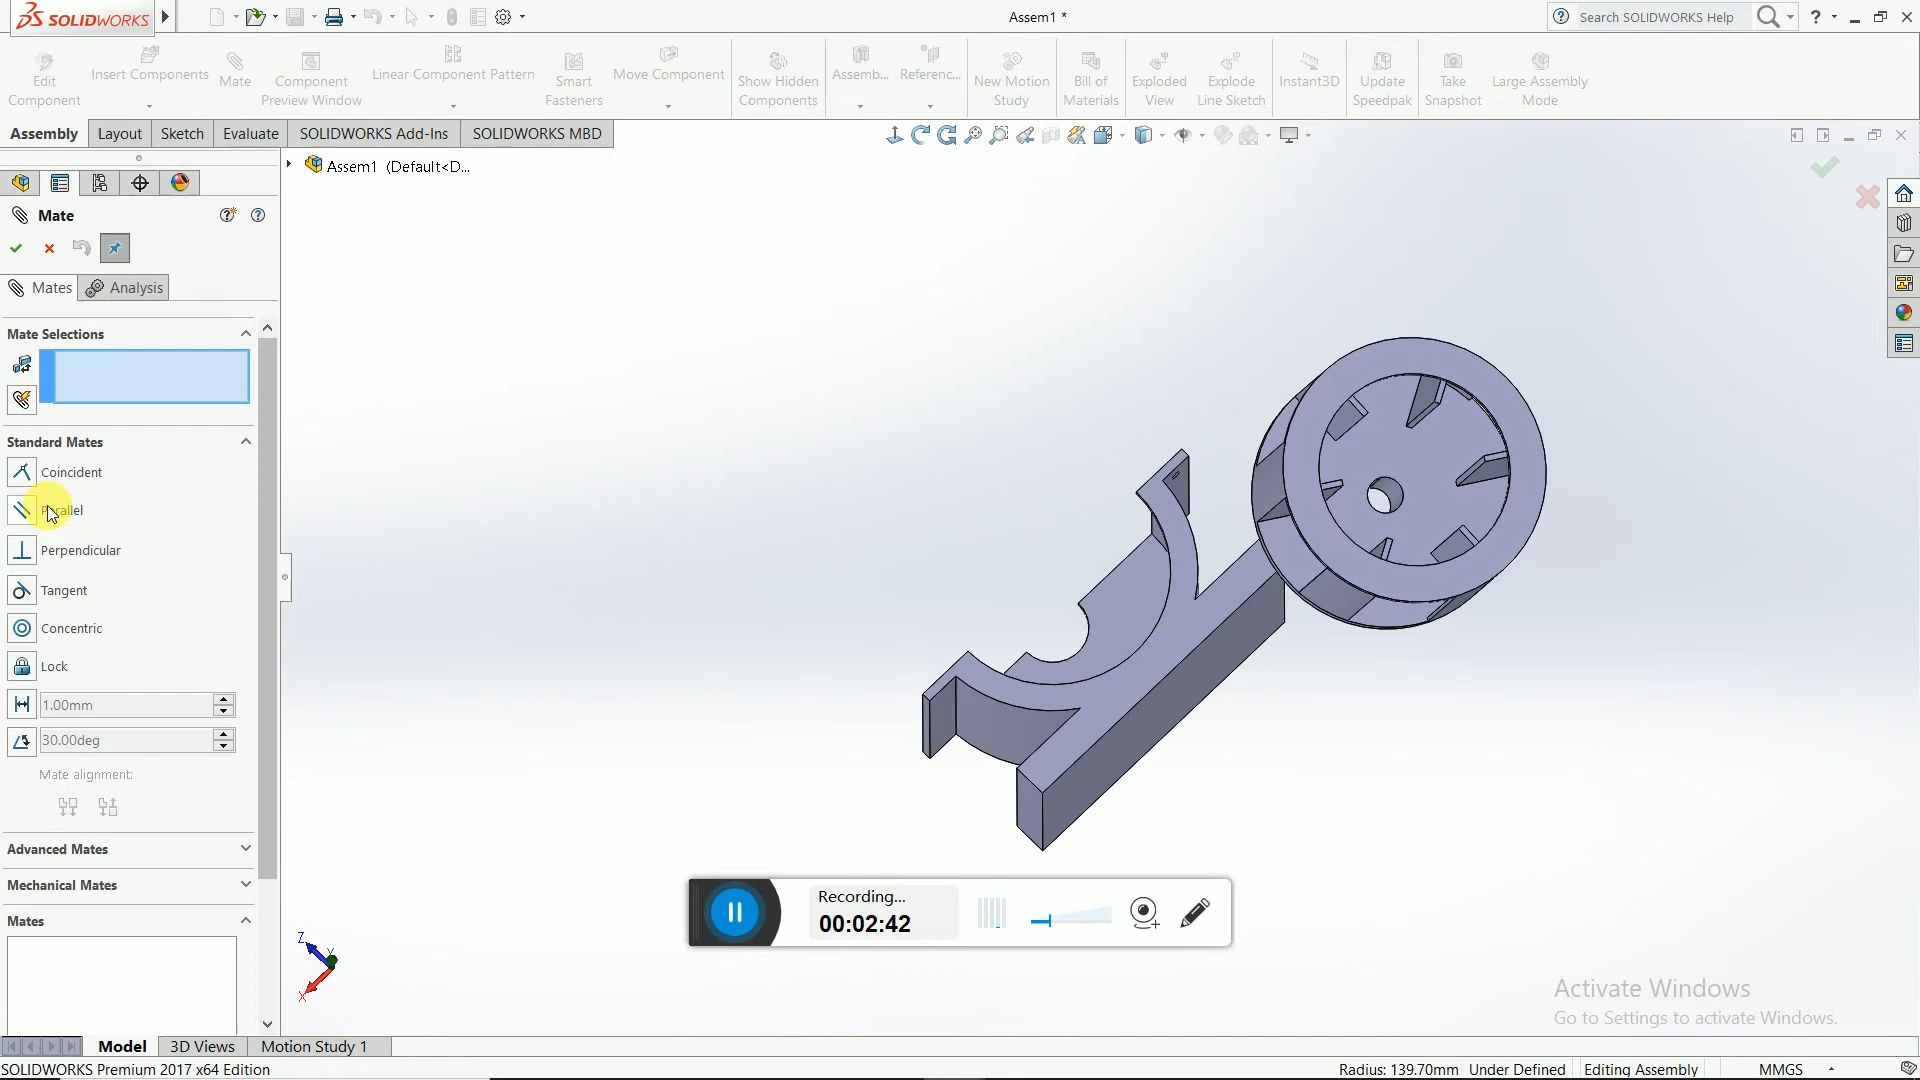 SOLIDWORKS
Assem1 *
Search SOLIDWORKS Help
Edit
Component
Insert Components
Mate
Component
Preview Window
Linear Component Pattern
Smart
Fasteners
Move Component
Show Hidden
Components
Assemb...
Referenc...
New Motion
Study
Bill of
Materials
Exploded
View
Explode
Line Sketch
Instant3D
Update
Speedpak
Take
Snapshot
Large Assembly
Mode
Assembly
Layout
Sketch
Evaluate
SOLIDWORKS Add-Ins
SOLIDWORKS MBD
Assem1 (Default<D...
Mate
Mates
Analysis
Mate Selections
Standard Mates
Coincident
Parallel
Perpendicular
Tangent
Concentric
Lock
1.00mm
30.00deg
Mate alignment:
Advanced Mates
Mechanical Mates
Mates
Z
Y
X
Recording...
00:02:42
Activate Windows
Go to Settings to activate Windows.
Model
3D Views
Motion Study 1
SOLIDWORKS Premium 2017 x64 Edition
Radius: 139.70mm
Under Defined
Editing Assembly
MMGS